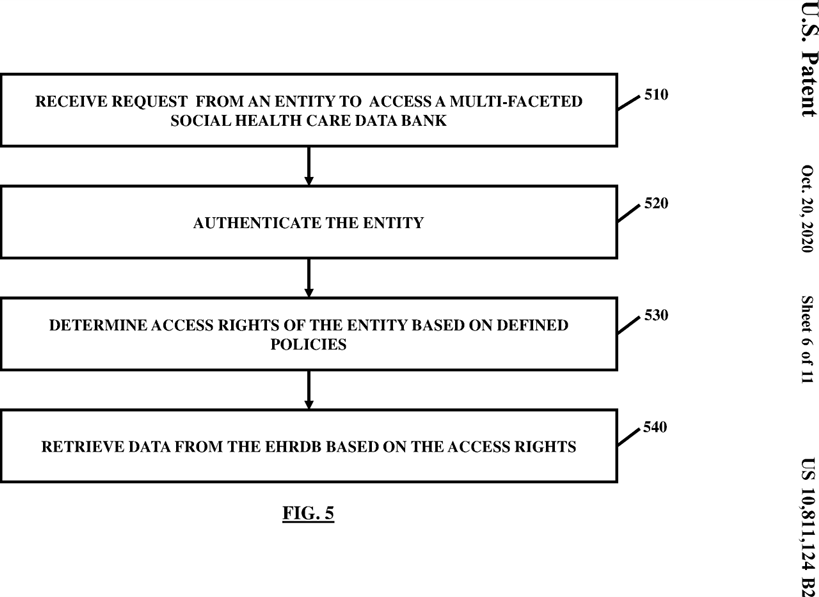 U.S. Patent
Oct. 20, 2020
Sheet 6 of 11
US 10,811,124 B2
RECEIVE REQUEST FROM AN ENTITY TO ACCESS A MULTI-FACETED
SOCIAL HEALTH CARE DATA BANK
510
AUTHENTICATE THE ENTITY
520
DETERMINE ACCESS RIGHTS OF THE ENTITY BASED ON DEFINED
POLICIES
530
RETRIEVE DATA FROM THE EHRDB BASED ON THE ACCESS RIGHTS
540
FIG. 5